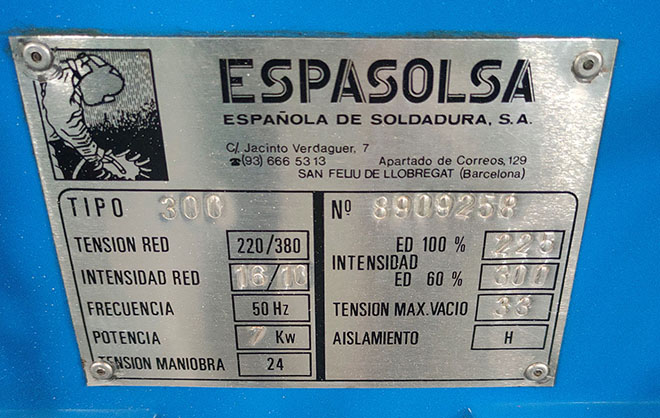 ESPASOLSA
ESPAÑOLA DE SOLDADURA, S.A.
C/. Jacinto Verdaguer, 7
☎(93) 666 53 13 Apartado de Correos, 129
SAN FELIU DE LLOBREGAT (Barcelona)
TIPO 300
TENSION RED 220/380
INTENSIDAD RED 16/10
FRECUENCIA 50 Hz
POTENCIA 7 Kw
TENSION MANIOBRA 24
Nº 8909258
ED 100 % 225
INTENSIDAD
ED 60 % 300
TENSION MAX. VACIO 33
AISLAMIENTO H